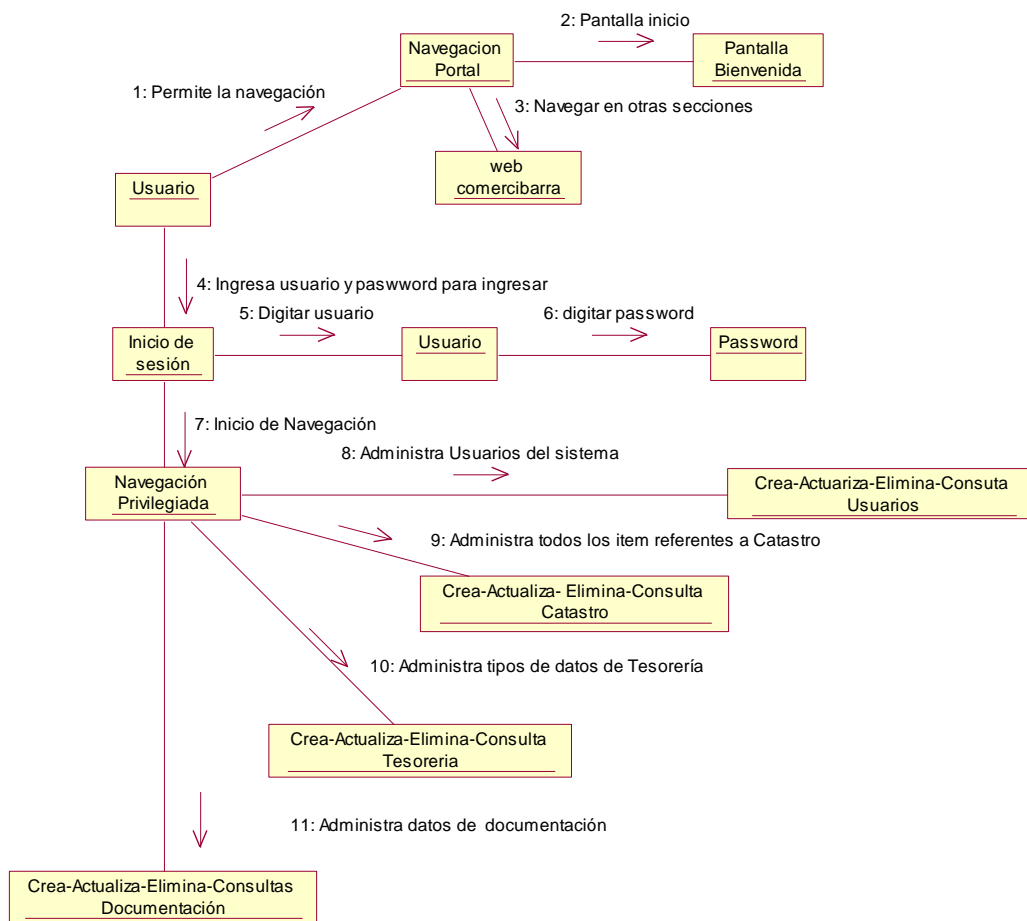 2: Pantalla inicio
Navegacion
Portal
Pantalla
Bienvenida
1: Permite la navegación
3: Navegar en otras secciones
web
comercibarra
Usuario
4: Ingresa usuario y paswword para ingresar
5: Digitar usuario
6: digitar password
Inicio de
sesión
Usuario
Password
7: Inicio de Navegación
8: Administra Usuarios del sistema
Navegación
Privilegiada
Crea-Actuariza-Elimina-Consuta
Usuarios
9: Administra todos los item referentes a Catastro
Crea-Actualiza- Elimina-Consulta
Catastro
10: Administra tipos de datos de Tesorería
Crea-Actualiza-Elimina-Consulta
Tesoreria
11: Administra datos de  documentación
Crea-Actualiza-Elimina-Consultas
Documentación